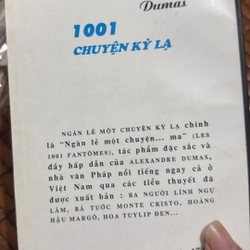 Dumas
1001
CHUYỆN KỲ LẠ
NGÀN LẺ MỘT CHUYỆN KỲ LẠ chính
là "Ngàn lẻ một chuyện... ma" (LES
1001 FANTÔMES), tác phẩm đặc sắc và
đầy hấp dẫn của ALEXANDRE DUMAS,
nhà văn Pháp nổi tiếng ngay cả ở
Việt Nam qua các tiểu thuyết đã
được xuất bản : BA NGƯỜI LÍNH NGỰ
LÂM, BÁ TƯỚC MONTE CRISTO, HOÀNG
HẬU MARGÔ, HOA TUYLIP ĐEN...